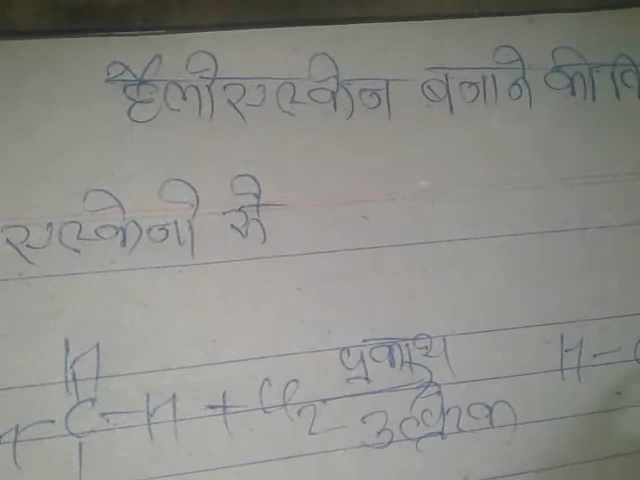 हैलोएल्केन बनाने की वि
एल्केनो से
H प्रकाश
H-C-H + Cl2 उत्प्रेरक H-C